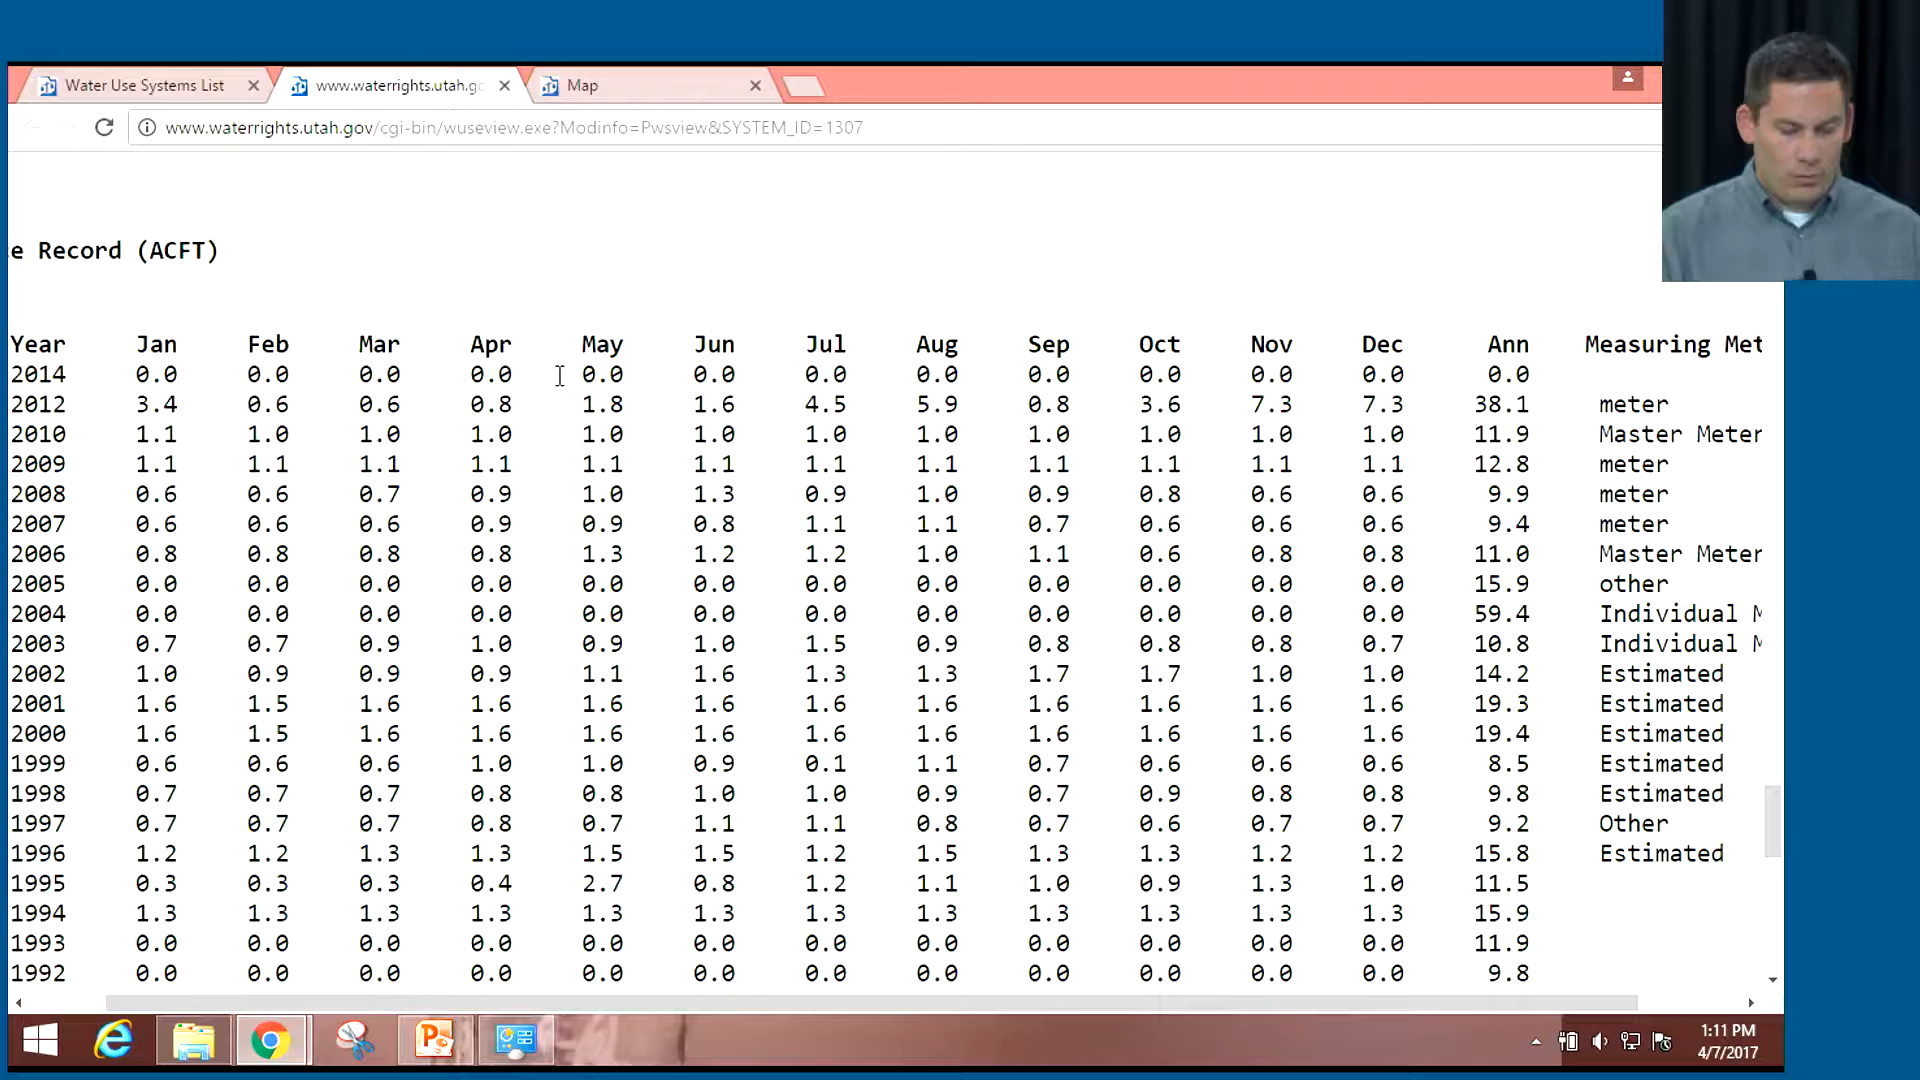 Water Use Systems List
www.waterrights.utah.gc
Map
www.waterrights.utah.gov/cgi-bin/wuseview.exe?Modinfo=Pwsview&SYSTEM_ID=1307
e Record (ACFT)
Year Jan Feb Mar Apr May Jun Jul Aug Sep Oct Nov Dec Ann Measuring Met
2014 0.0 0.0 0.0 0.0 0.0 0.0 0.0 0.0 0.0 0.0 0.0 0.0 0.0
2012 3.4 0.6 0.6 0.8 1.8 1.6 4.5 5.9 0.8 3.6 7.3 7.3 38.1 meter
2010 1.1 1.0 1.0 1.0 1.0 1.0 1.0 1.0 1.0 1.0 1.0 1.0 11.9 Master Meter
2009 1.1 1.1 1.1 1.1 1.1 1.1 1.1 1.1 1.1 1.1 1.1 1.1 12.8 meter
2008 0.6 0.6 0.7 0.9 1.0 1.3 0.9 1.0 0.9 0.8 0.6 0.6 9.9 meter
2007 0.6 0.6 0.6 0.9 0.9 0.8 1.1 1.1 0.7 0.6 0.6 0.6 9.4 meter
2006 0.8 0.8 0.8 0.8 1.3 1.2 1.2 1.0 1.1 0.6 0.8 0.8 11.0 Master Meter
2005 0.0 0.0 0.0 0.0 0.0 0.0 0.0 0.0 0.0 0.0 0.0 0.0 15.9 other
2004 0.0 0.0 0.0 0.0 0.0 0.0 0.0 0.0 0.0 0.0 0.0 0.0 59.4 Individual M
2003 0.7 0.7 0.9 1.0 0.9 1.0 1.5 0.9 0.8 0.8 0.8 0.7 10.8 Individual M
2002 1.0 0.9 0.9 0.9 1.1 1.6 1.3 1.3 1.7 1.7 1.0 1.0 14.2 Estimated
2001 1.6 1.5 1.6 1.6 1.6 1.6 1.6 1.6 1.6 1.6 1.6 1.6 19.3 Estimated
2000 1.6 1.5 1.6 1.6 1.6 1.6 1.6 1.6 1.6 1.6 1.6 1.6 19.4 Estimated
1999 0.6 0.6 0.6 1.0 1.0 0.9 0.1 1.1 0.7 0.6 0.6 0.6 8.5 Estimated
1998 0.7 0.7 0.7 0.8 0.8 1.0 1.0 0.9 0.7 0.9 0.8 0.8 9.8 Estimated
1997 0.7 0.7 0.7 0.8 0.7 1.1 1.1 0.8 0.7 0.6 0.7 0.7 9.2 Other
1996 1.2 1.2 1.3 1.3 1.5 1.5 1.2 1.5 1.3 1.3 1.2 1.2 15.8 Estimated
1995 0.3 0.3 0.3 0.4 2.7 0.8 1.2 1.1 1.0 0.9 1.3 1.0 11.5
1994 1.3 1.3 1.3 1.3 1.3 1.3 1.3 1.3 1.3 1.3 1.3 1.3 15.9
1993 0.0 0.0 0.0 0.0 0.0 0.0 0.0 0.0 0.0 0.0 0.0 0.0 11.9
1992 0.0 0.0 0.0 0.0 0.0 0.0 0.0 0.0 0.0 0.0 0.0 0.0 9.8
1:11 PM
4/7/2017